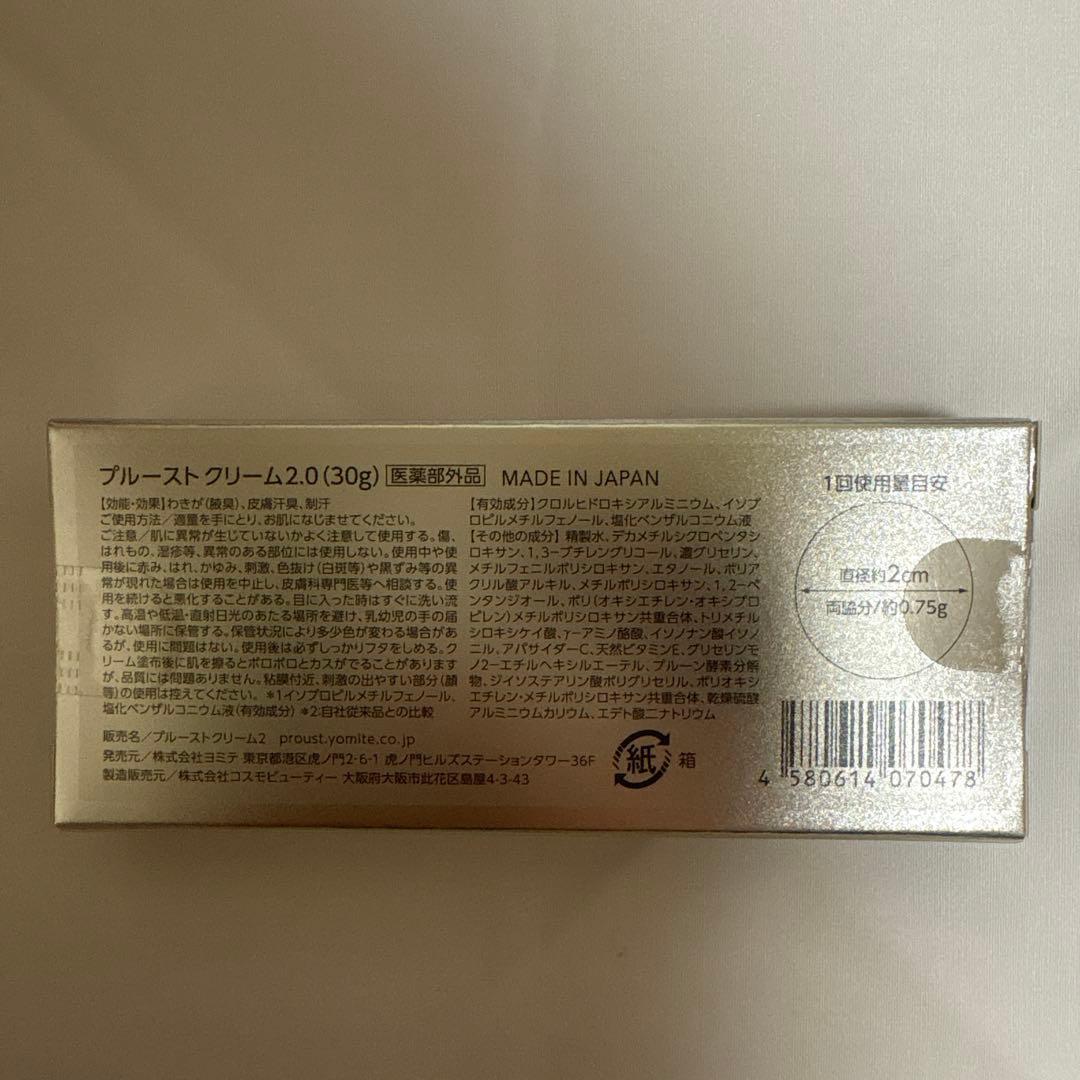 プルースト クリーム2.0(30g) 医薬部外品 MADE IN JAPAN
【効能・効果】わきが(腋臭)、皮膚汗臭、制汗
ご使用方法/適量を手にとり、お肌になじませてください。
ご注意/肌に異常が生じていないかよく注意して使用する。傷、
はれもの、湿疹等、異常のある部位には使用しない。使用中や使
用後に赤み、はれ、かゆみ、刺激、色抜け(白斑等)や黒ずみ等の異
常が現れた場合は使用を中止し、皮膚科専門医等へ相談する。使
用を続けると悪化することがある。目に入った時はすぐに洗い流
す。高温や低温・直射日光のあたる場所を避け、乳幼児の手の届
かない場所に保管する。保管状況により多少色が変わる場合があ
るが、使用に問題はない。使用後は必ずしっかりフタをしめる。ク
リーム塗布後に肌を擦るとポロポロとカスがでることがあります
が、品質には問題ありません。粘膜付近、刺激の出やすい部分(顔
等)の使用は控えてください。 *1イソプロピルメチルフェノール、
塩化ベンザルコニウム液(有効成分) *2:自社従来品との比較
【有効成分】クロルヒドロキシアルミニウム、イソプ
ロピルメチルフェノール、塩化ベンザルコニウム液
【その他の成分】精製水、デカメチルシクロペンタシ
ロキサン、1,3-ブチレングリコール、濃グリセリン、
メチルフェニルポリシロキサン、エタノール、ポリア
クリル酸アルキル、メチルポリシロキサン、1,2-ペ
ンタンジオール、ポリ(オキシエチレン・オキシプロ
ピレン)メチルポリシロキサン共重合体、トリメチル
シロキシケイ酸、γ-アミノ酪酸、イソノナン酸イソノ
ニル、アパサイダーC、天然ビタミンE、グリセリンモ
ノ2-エチルヘキシルエーテル、プルーン酵素分解
物、ジイソステアリン酸ポリグリセリル、ポリオキシ
エチレン・メチルポリシロキサン共重合体、乾燥硫酸
アルミニウムカリウム、エデト酸二ナトリウム
販売名/プルーストクリーム2 proust.yomite.co.jp
発売元/株式会社ヨミテ 東京都港区虎ノ門2-6-1 虎ノ門ヒルズステーションタワー36F
製造販売元/株式会社コスモビューティー 大阪府大阪市此花区島屋4-3-43
紙 箱
1回使用量目安
直径約2cm
両脇分/約0.75g
4 580614 070478